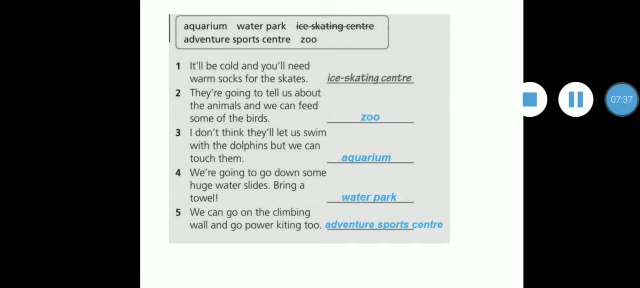 aquarium water park ice-skating centre
adventure sports centre zoo
1 It'll be cold and you'll need
warm socks for the skates. ice-skating centre
2 They're going to tell us about
the animals and we can feed
some of the birds. zoo
3 I don't think they'll let us swim
with the dolphins but we can
touch them. aquarium
4 We're going to go down some
huge water slides. Bring a
towel! water park
5 We can go on the climbing
wall and go power kiting too. adventure sports centre
07:37